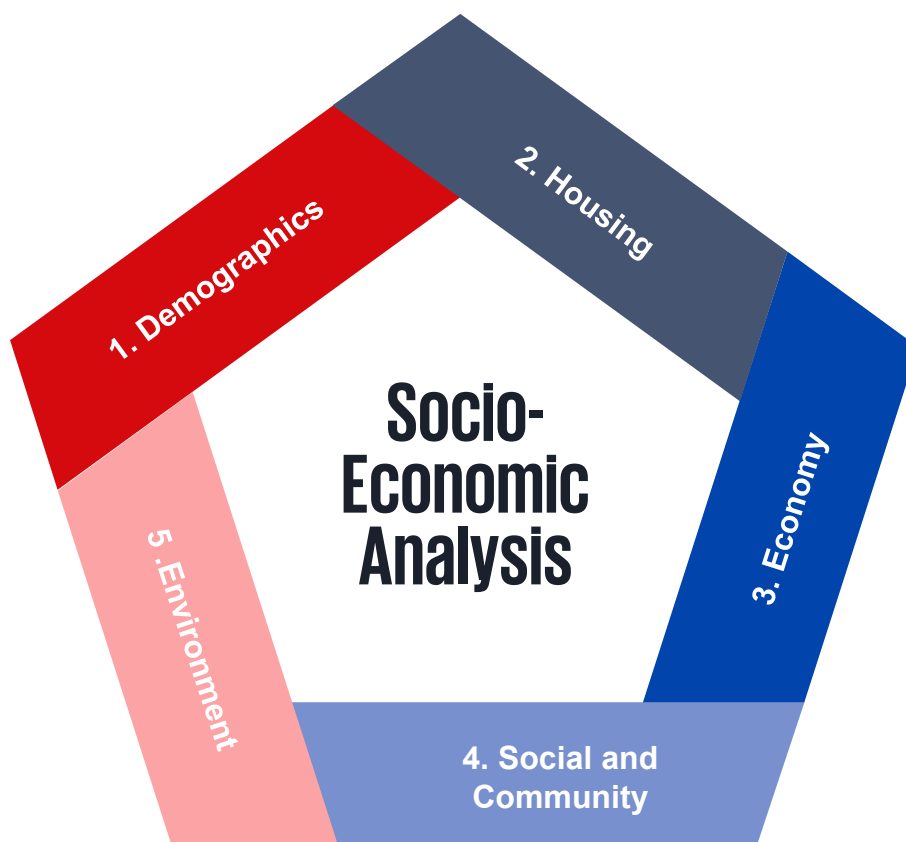 1. Demographics
2. Housing
3. Economy
4. Social and
Community
5 .Environment
Socio-
Economic
Analysis